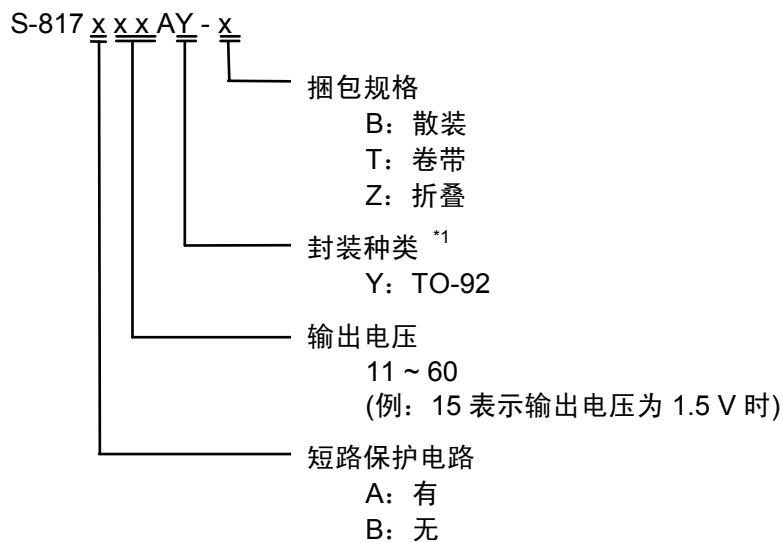 S-817 x x x AY - x
捆包规格
B：散装
T：卷带
Z：折叠
封装种类 *1
Y：TO-92
输出电压
11 ~ 60
(例：15 表示输出电压为 1.5 V 时)
短路保护电路
A：有
B：无